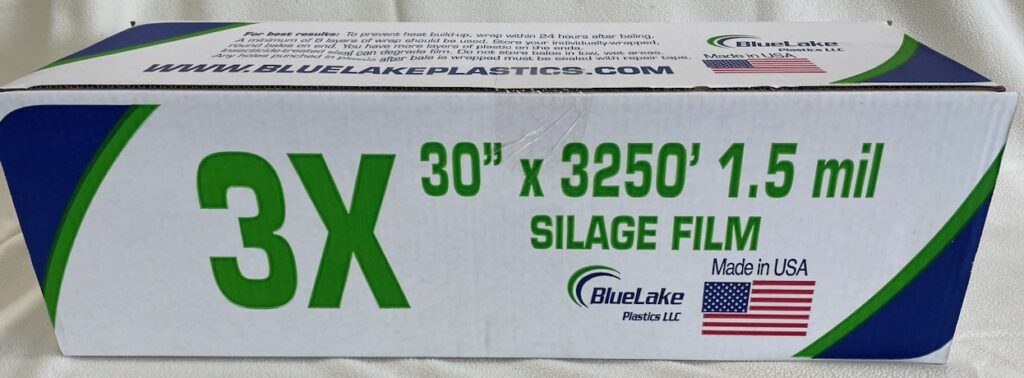 For best results: To prevent heat build-up, wrap within 24 hours after baling.
A minimum of 6 layers of wrap should be used. Store your individually-wrapped,
round bales on end. You have more layers of plastic on the ends.
Insecticide-treated sisal can degrade film. Do not store bales in low, wet areas.
Any holes punched in plastic after bale is wrapped must be sealed with repair tape.
WWW.BLUELAKEPLASTICS.COM
BlueLake
Plastics LLC
Made in USA
3X
30” x 3250’ 1.5 mil
SILAGE FILM
BlueLake
Plastics LLC
Made in USA